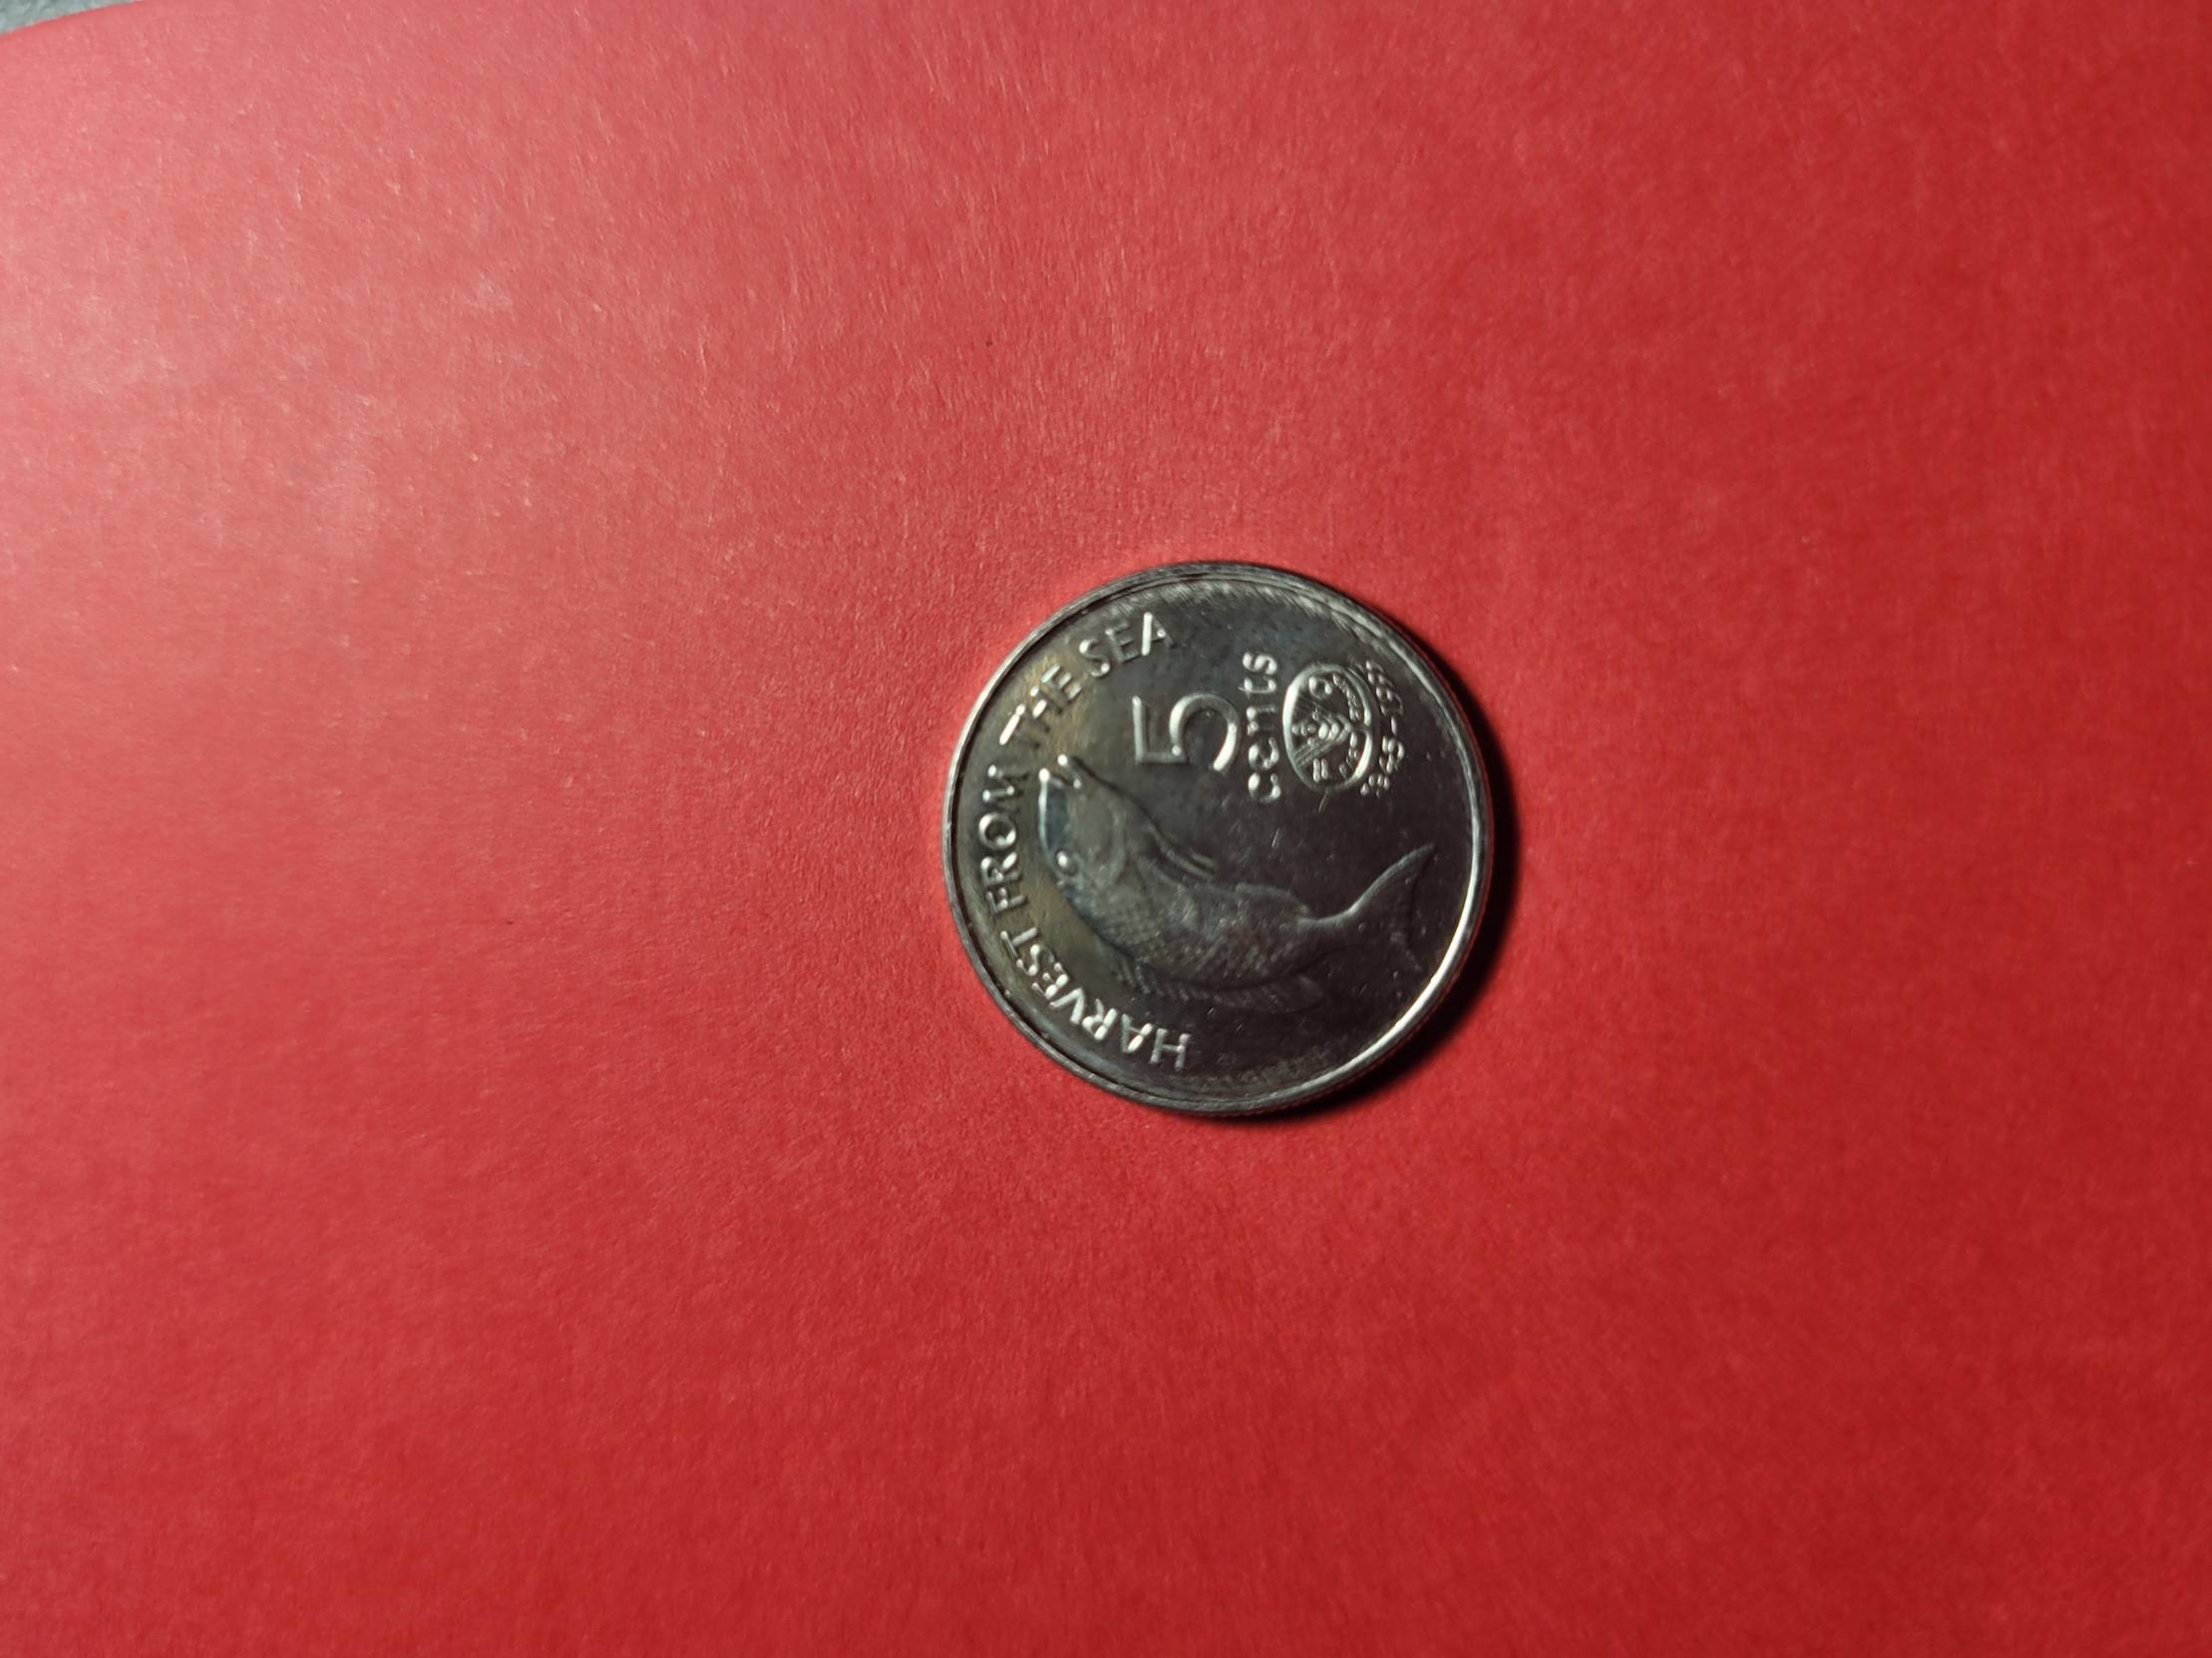 HARVEST FROM THE SEA
5
cents